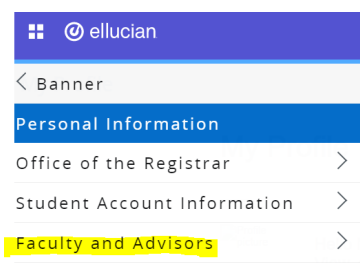 ellucian
Banner
Personal Information
Office of the Registrar
Student Account Information
Faculty and Advisors